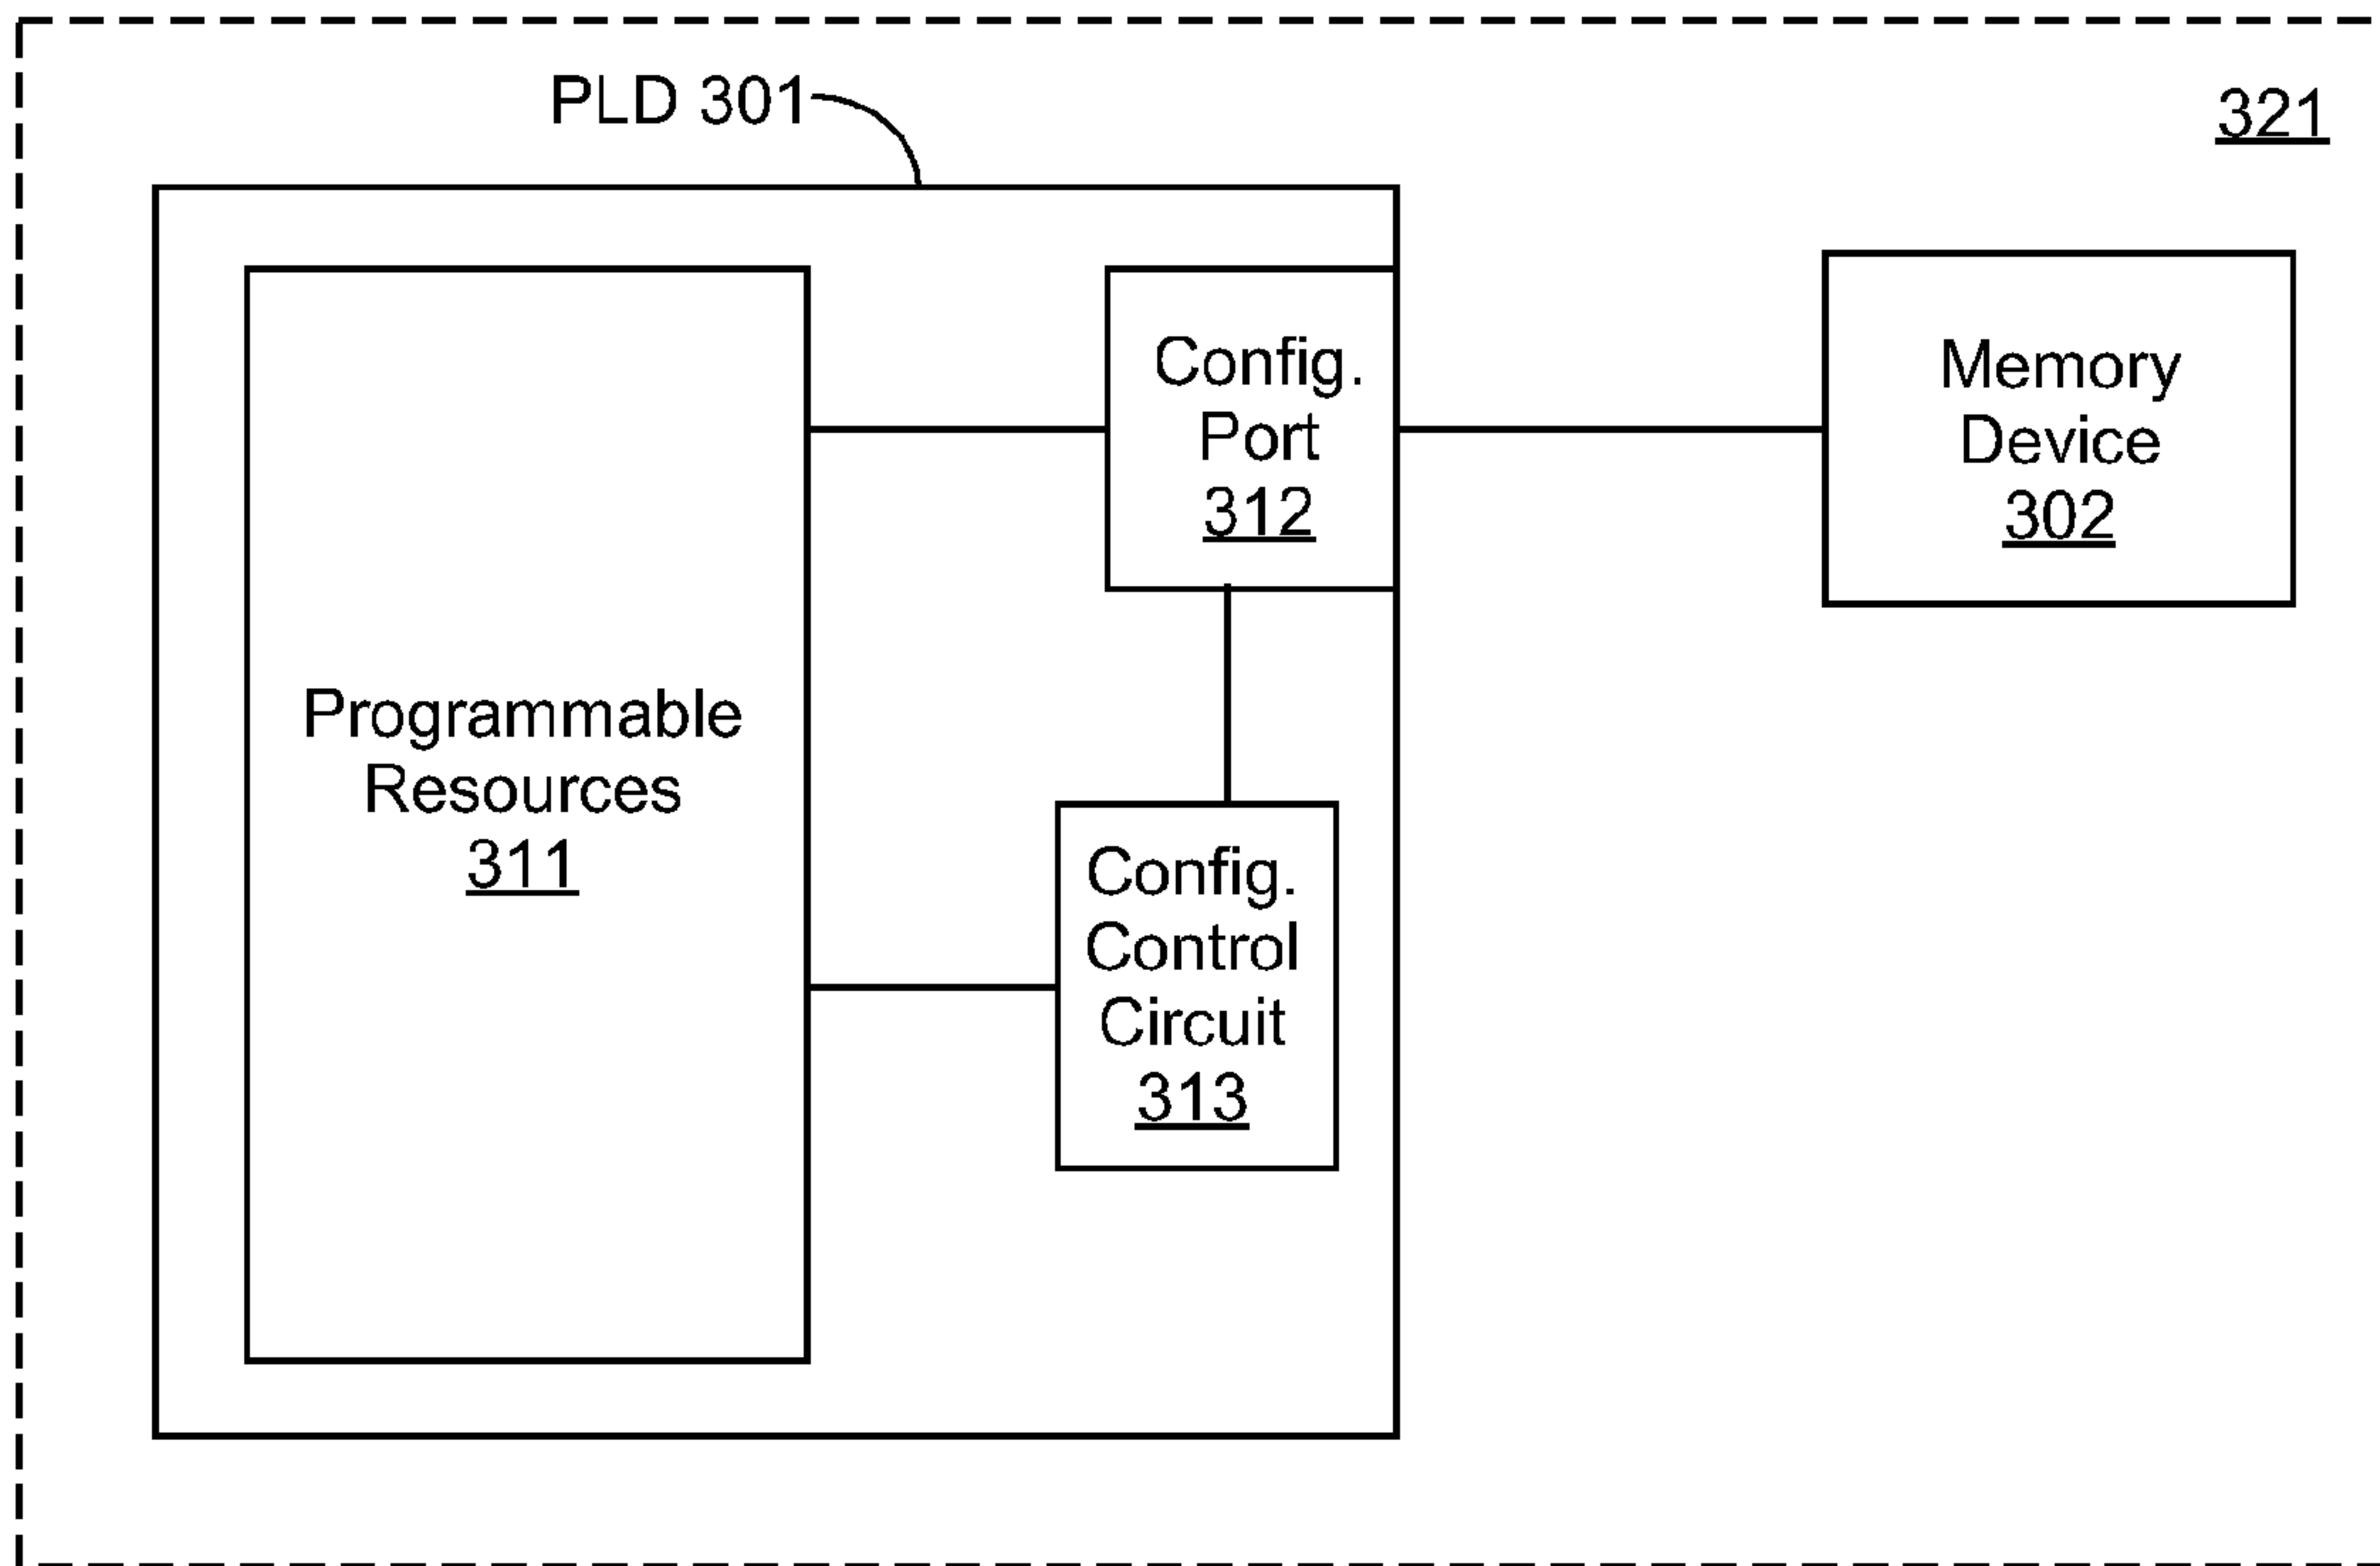 PLD 301
321
Config.
Port
312
Memory
Device
302
Programmable
Resources
311
Config.
Control
Circuit
313